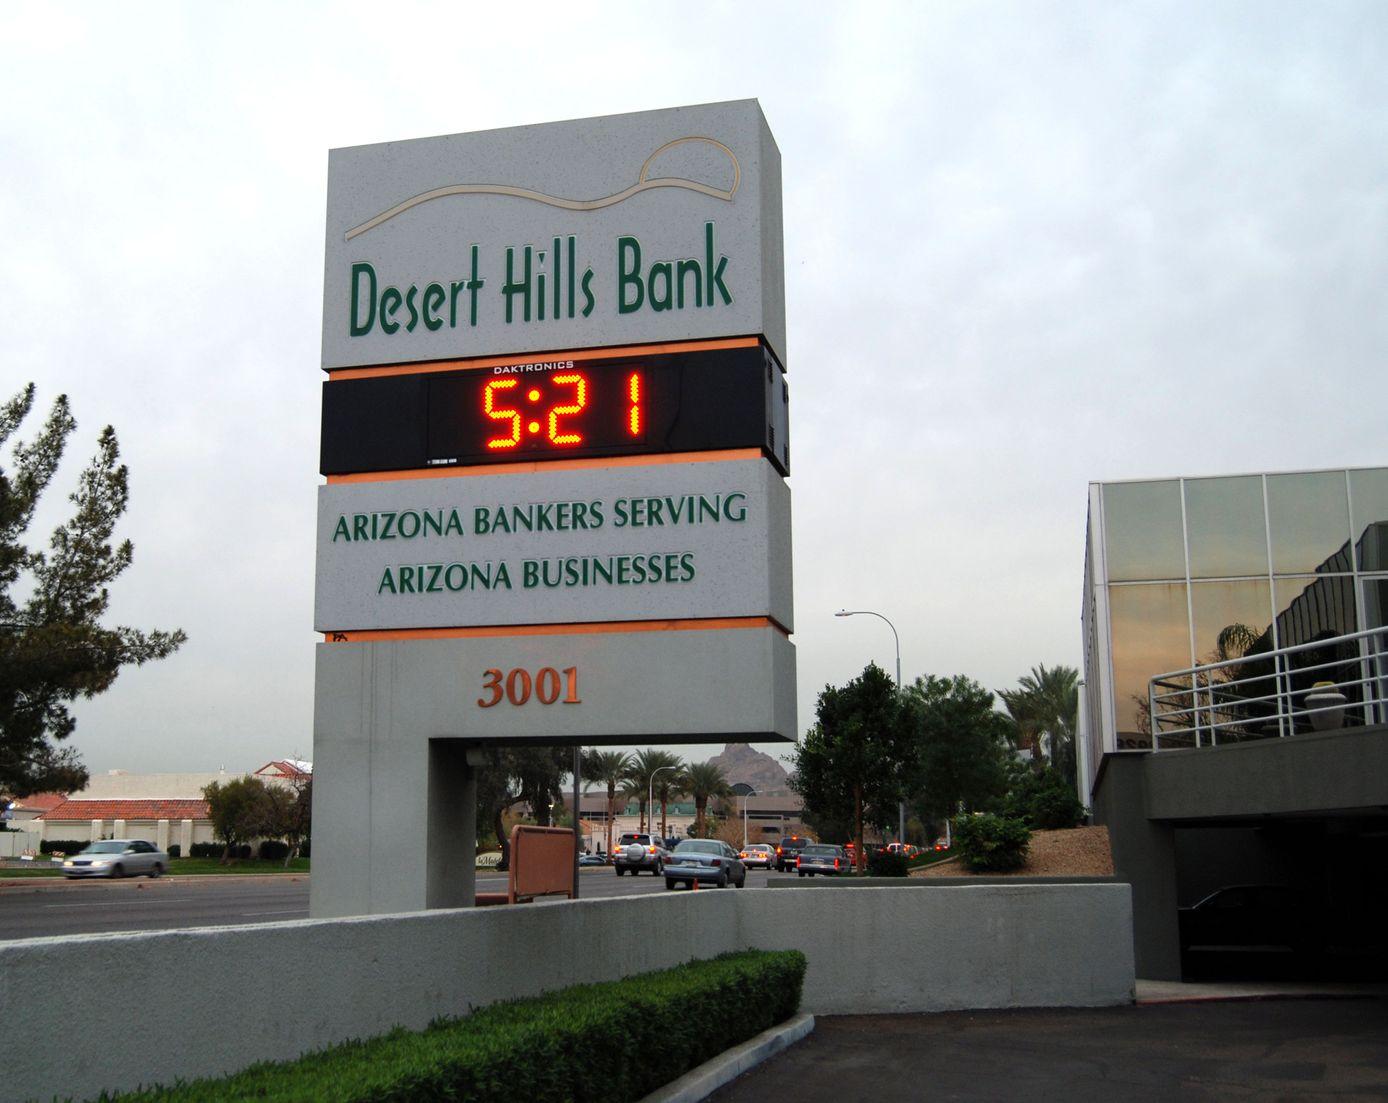 Desert Hills Bank
DAKTRONICS
5:21
ARIZONA BANKERS SERVING
ARIZONA BUSINESSES
3001